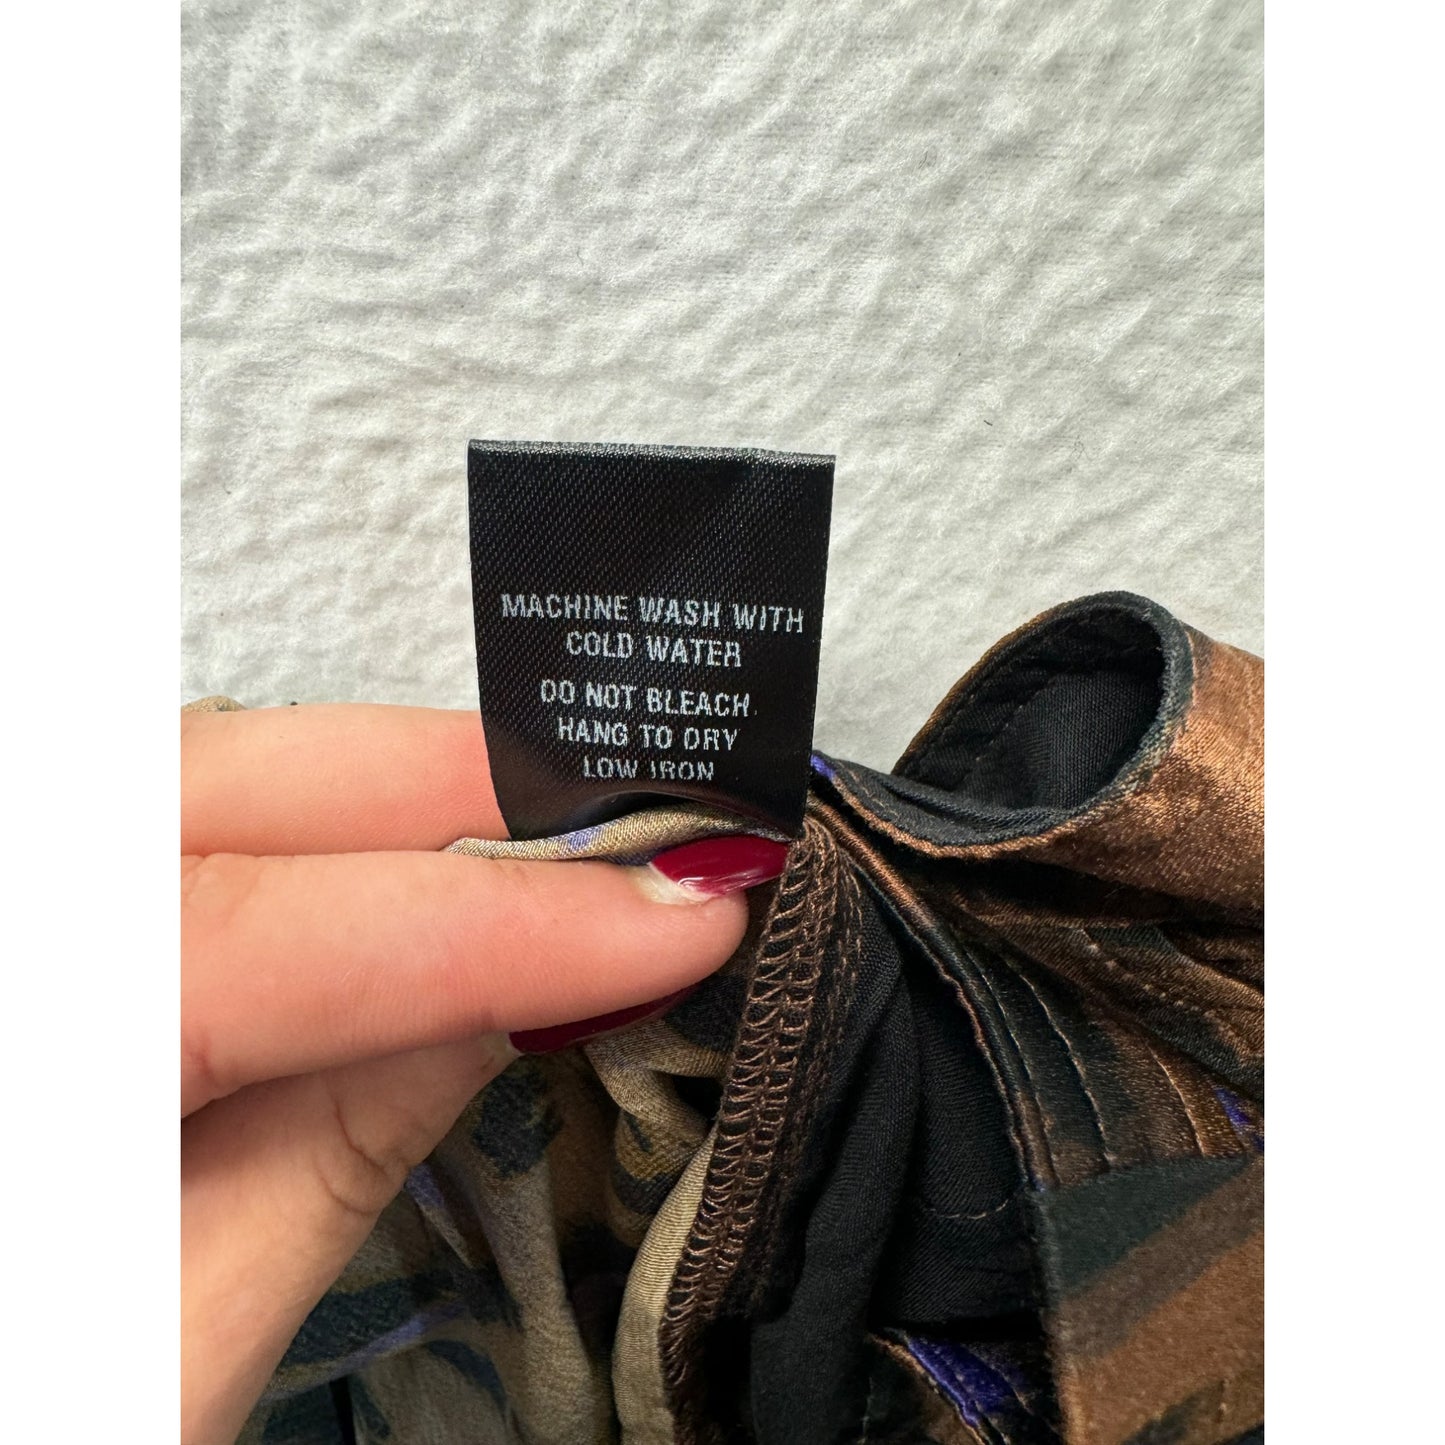 MACHINE WASH WITH
COLD WATER
DO NOT BLEACH
HANG TO DRY
LOW IRON